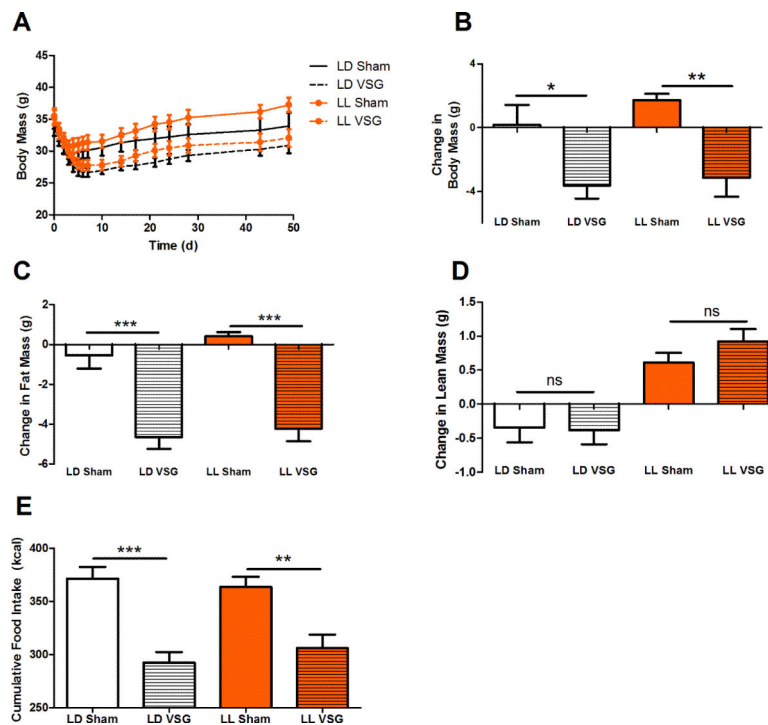 A
Body Mass (g)
45
40
35
30
25
20
0 10 20 30 40 50
Time (d)
LD Sham
LD VSG
LL Sham
LL VSG
B
Change in
Body Mass (g)
4
0
-4
*
**
LD Sham LD VSG LL Sham LL VSG
C
Change in Fat Mass (g)
2
0
-2
-4
-6
***
***
LD Sham LD VSG LL Sham LL VSG
D
Change in Lean Mass (g)
1.5
1.0
0.5
0.0
-0.5
-1.0
ns
ns
LD Sham LD VSG LL Sham LL VSG
E
Cumulative Food Intake (kcal)
400
350
300
250
***
**
LD Sham LD VSG LL Sham LL VSG